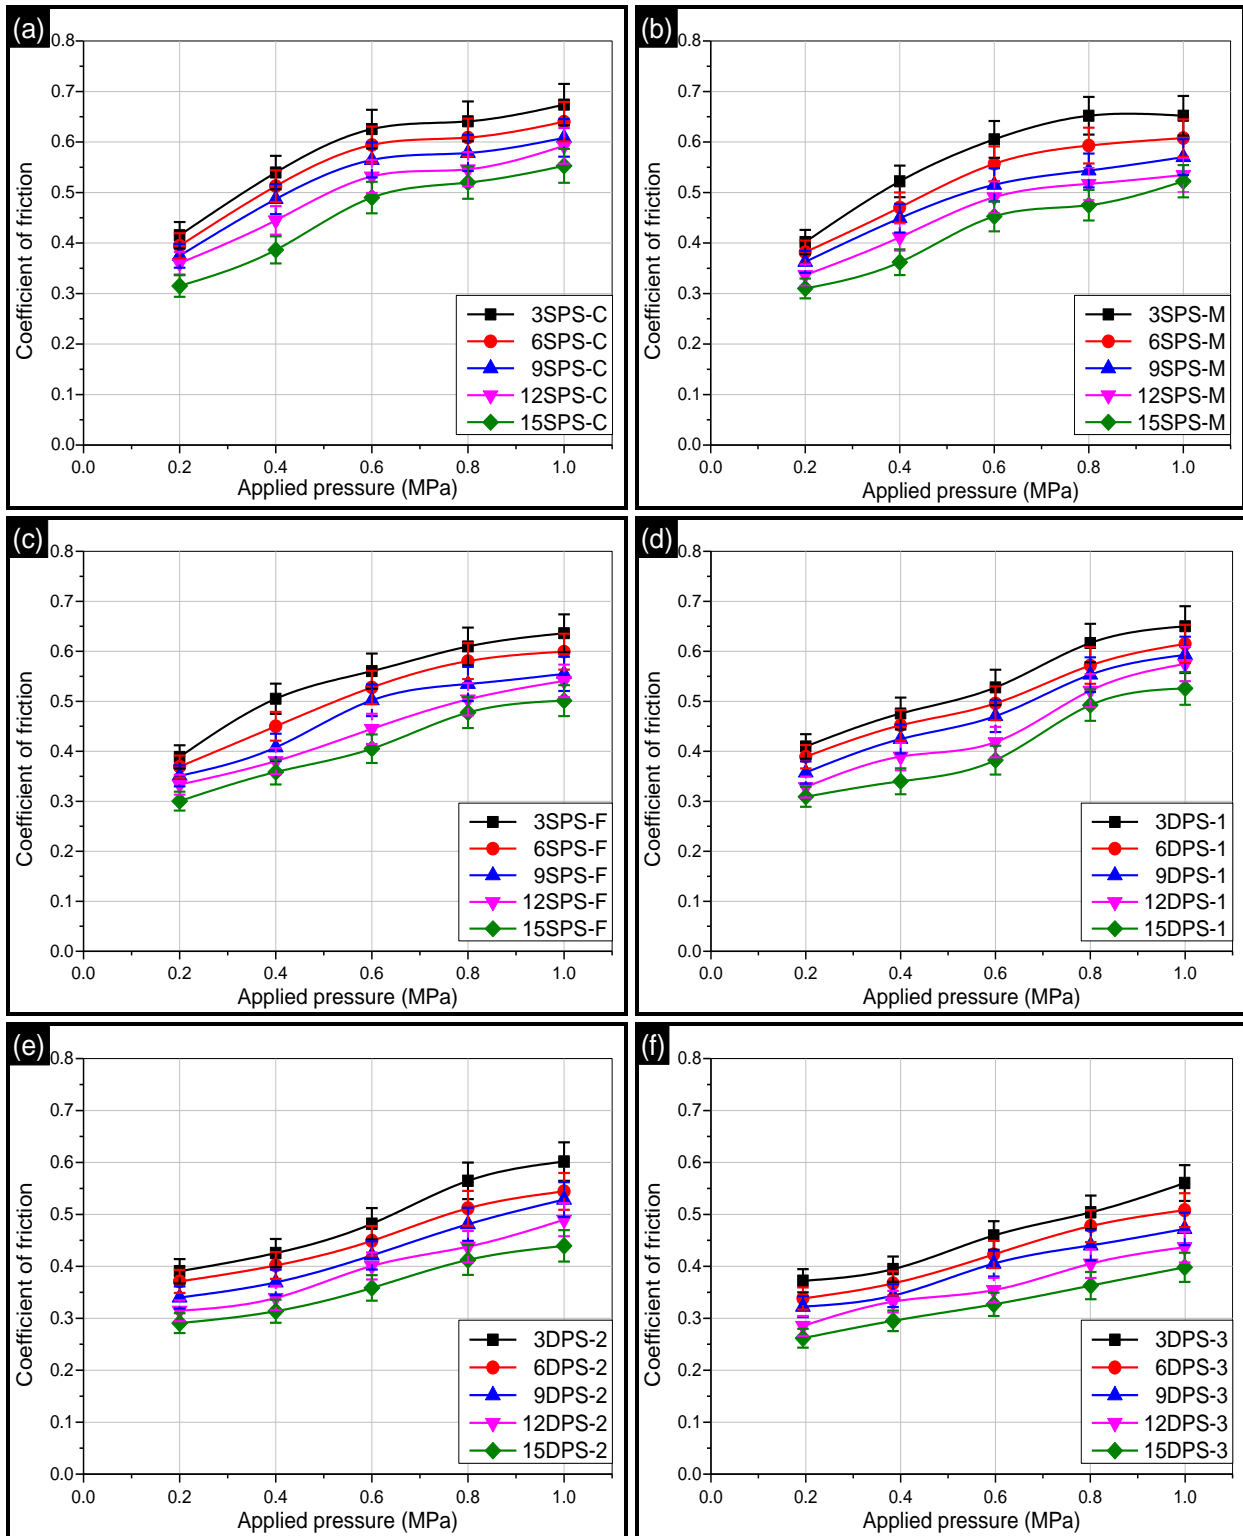 (a)
0.8
0.7
0.6
0.5
0.4
0.3
0.2
0.1
0.0
0.0 0.2 0.4 0.6 0.8 1.0
Coefficient of friction
Applied pressure (MPa)
3SPS-C
6SPS-C
9SPS-C
12SPS-C
15SPS-C
(b)
0.8
0.7
0.6
0.5
0.4
0.3
0.2
0.1
0.0
0.0 0.2 0.4 0.6 0.8 1.0
Coefficient of friction
Applied pressure (MPa)
3SPS-M
6SPS-M
9SPS-M
12SPS-M
15SPS-M
(c)
0.8
0.7
0.6
0.5
0.4
0.3
0.2
0.1
0.0
0.0 0.2 0.4 0.6 0.8 1.0
Coefficient of friction
Applied pressure (MPa)
3SPS-F
6SPS-F
9SPS-F
12SPS-F
15SPS-F
(d)
0.8
0.7
0.6
0.5
0.4
0.3
0.2
0.1
0.0
0.0 0.2 0.4 0.6 0.8 1.0
Coefficient of friction
Applied pressure (MPa)
3DPS-1
6DPS-1
9DPS-1
12DPS-1
15DPS-1
(e)
0.8
0.7
0.6
0.5
0.4
0.3
0.2
0.1
0.0
0.0 0.2 0.4 0.6 0.8 1.0
Coefficient of friction
Applied pressure (MPa)
3DPS-2
6DPS-2
9DPS-2
12DPS-2
15DPS-2
(f)
0.8
0.7
0.6
0.5
0.4
0.3
0.2
0.1
0.0
0.0 0.2 0.4 0.6 0.8 1.0
Coefficient of friction
Applied pressure (MPa)
3DPS-3
6DPS-3
9DPS-3
12DPS-3
15DPS-3